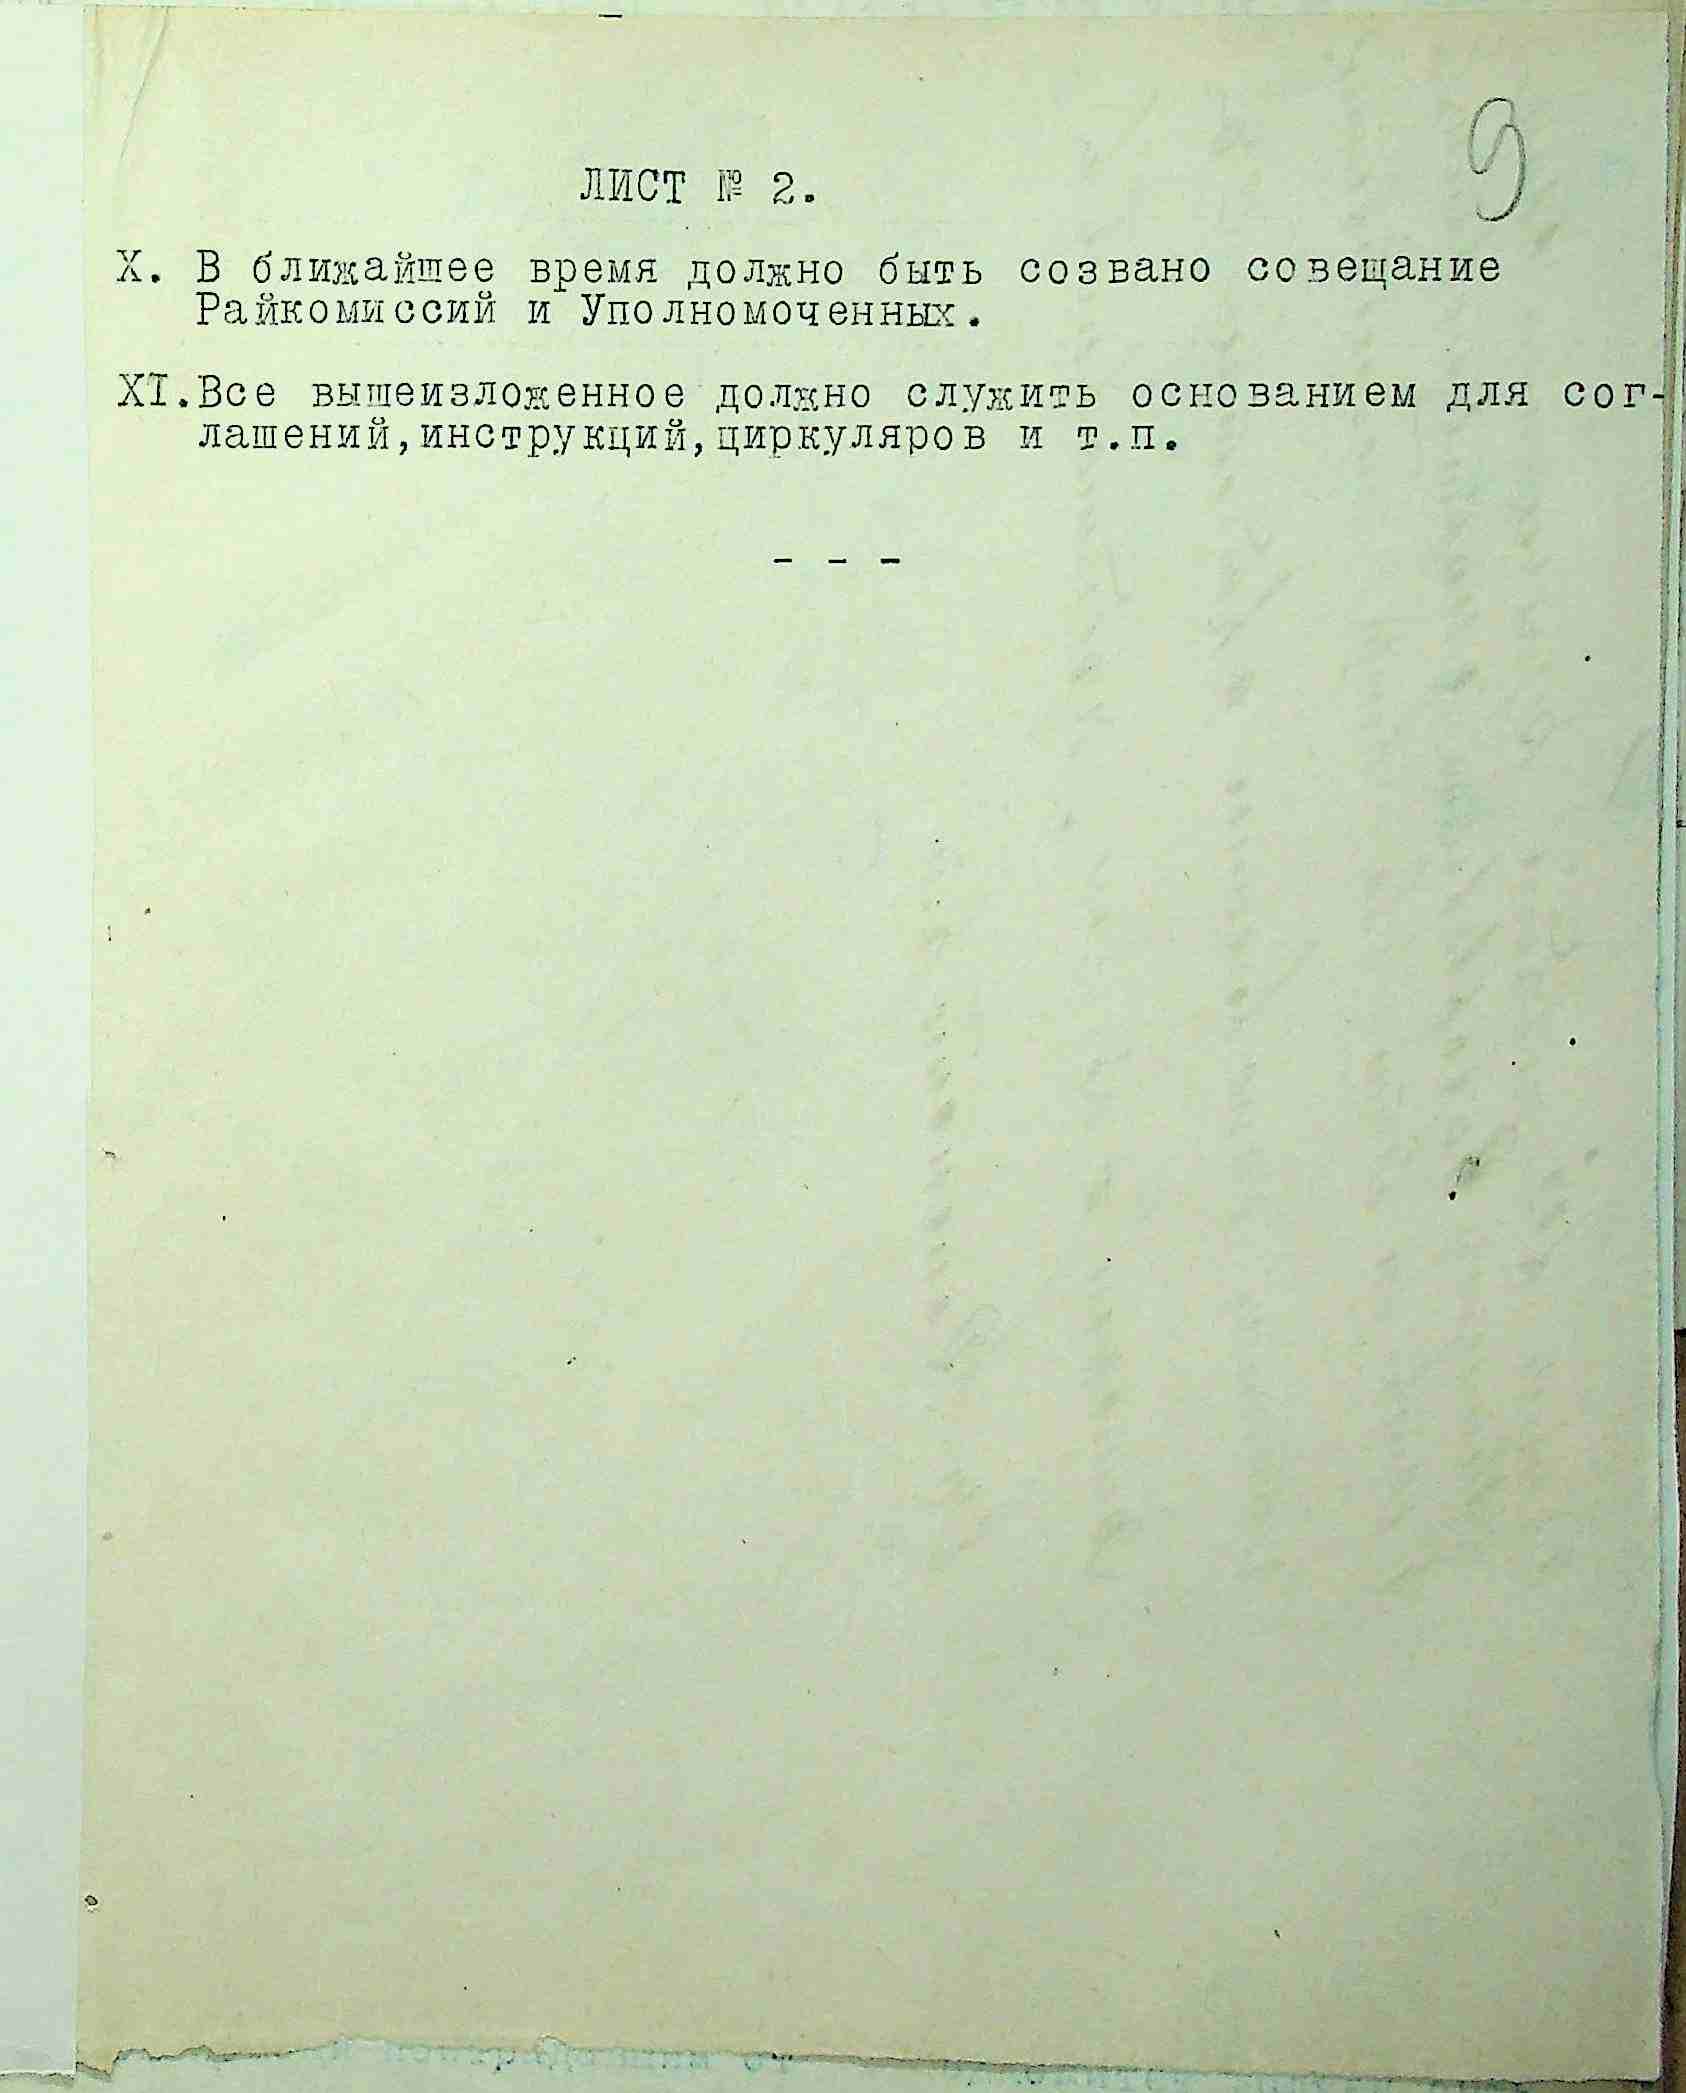 9
ЛИСТ № 2.
X. В ближайшее время должно быть созвано совещание
Райкомиссий и Уполномоченных.
XI.Все вышеизложенное должно служить основанием для сог-
лашений,инструкций,циркуляров и т.п.
- - -